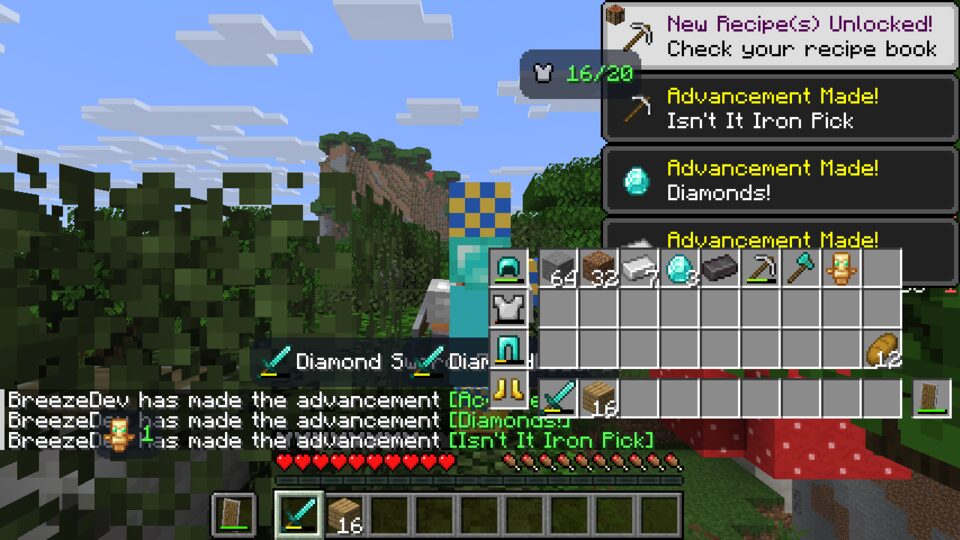 New Recipe(s) Unlocked!
Check your recipe book
16/20
Advancement Made!
Isn't It Iron Pick
Advancement Made!
Diamonds!
Advancement Made!
64
32
7
3
Diamond
12
BreezeDev has made the advancement
BreezeDev has made the advancement [Diamonds!]
has made the advancement [Isn't It Iron Pick]
1
16
16